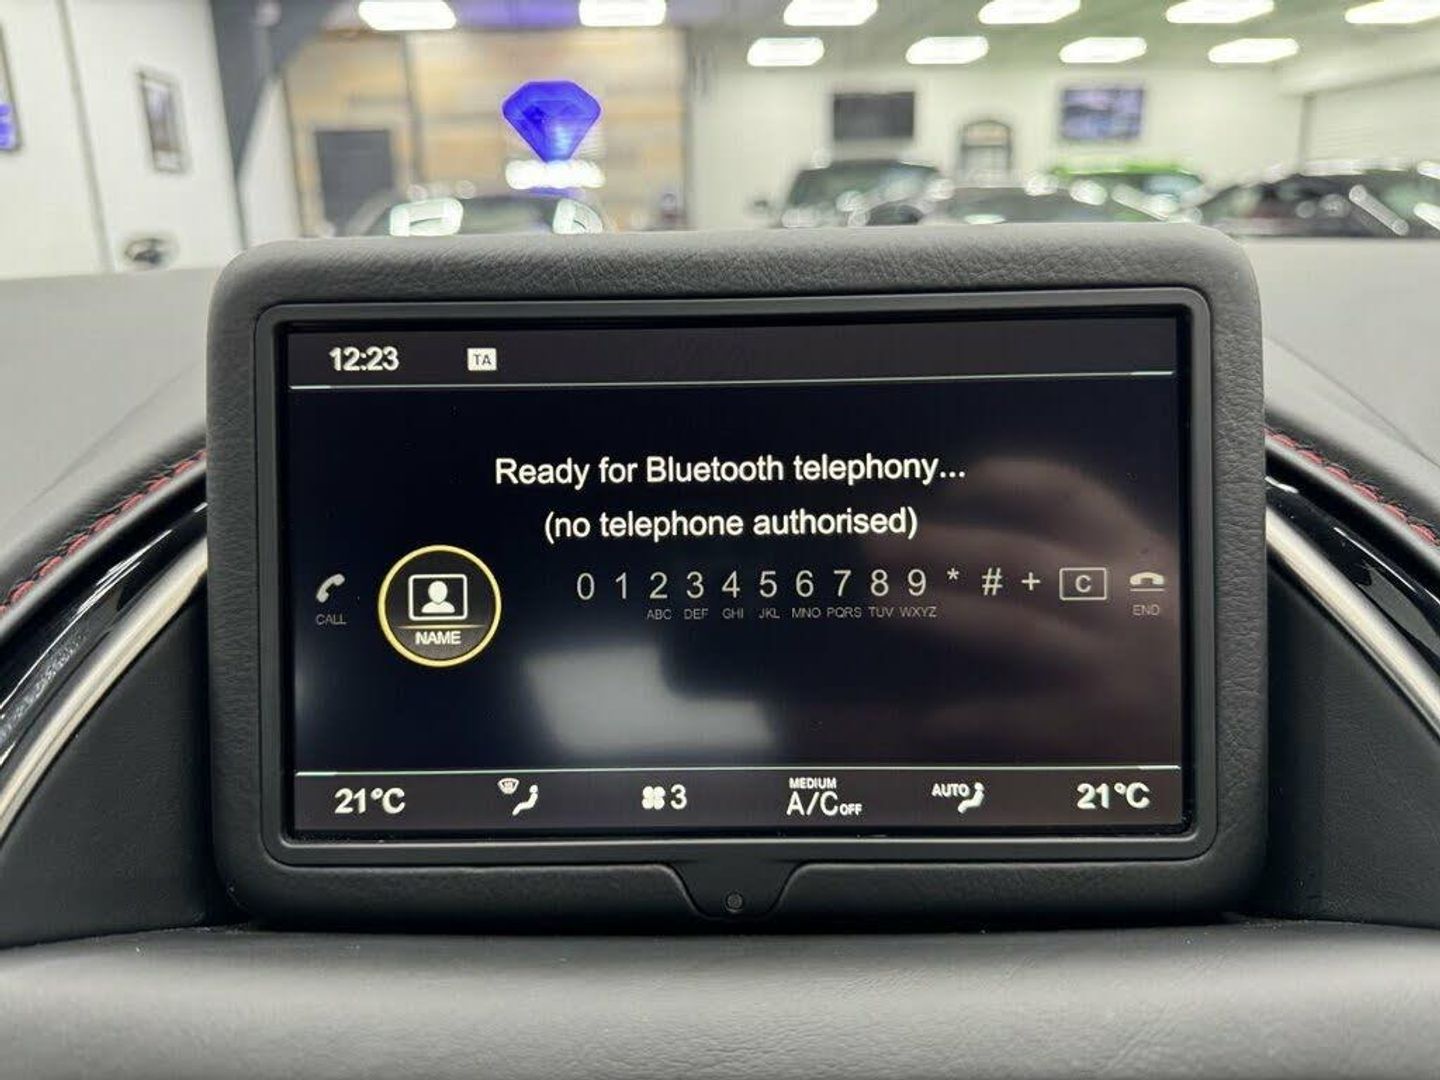 12:23 TA
Ready for Bluetooth telephony...
(no telephone authorised)
CALL
NAME
0 1 2 3 4 5 6 7 8 9 * # + C
ABC DEF GHI JKL MNO PQRS TUV WXYZ
END
21°C 3 MEDIUM A/C OFF AUTO 21°C